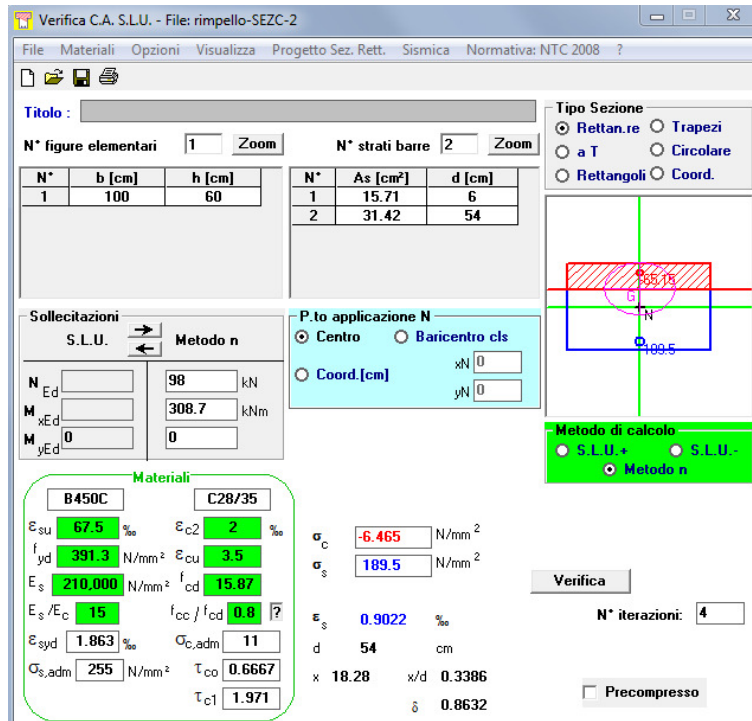 Verifica C.A. S.L.U. - File: rimpello-SEZC-2
File Materiali Opzioni Visualizza Progetto Sez. Rett. Sismica Normativa: NTC 2008 ?
Titolo :
N° figure elementari 1 Zoom
N° strati barre 2 Zoom
N° b [cm] h [cm]
1 100 60
N° As [cm²] d [cm]
1 15.71 6
2 31.42 54
Tipo Sezione
Rettan.re Trapezi
a T Circolare
Rettangoli Coord.
-65.15
G
N
189.5
Sollecitazioni
S.L.U. Metodo n
N Ed 98 kN
M xEd 308.7 kNm
M yEd 0 0
P.to applicazione N
Centro Baricentro cls
Coord.[cm] xN 0
yN 0
Metodo di calcolo
S.L.U.+ S.L.U.-
Metodo n
Materiali
B450C C28/35
εsu 67.5 ‰ εc2 2 ‰
fyd 391.3 N/mm² εcu 3.5
Es 210,000 N/mm² fcd 15.87
Es/Ec 15 fcc / fcd 0.8 ?
εsyd 1.863 ‰ σc,adm 11
σs,adm 255 N/mm² τco 0.6667
τc1 1.971
σc -6.465 N/mm²
σs 189.5 N/mm²
εs 0.9022 ‰
d 54 cm
x 18.28 x/d 0.3386
δ 0.8632
Verifica
N° iterazioni: 4
Precompresso